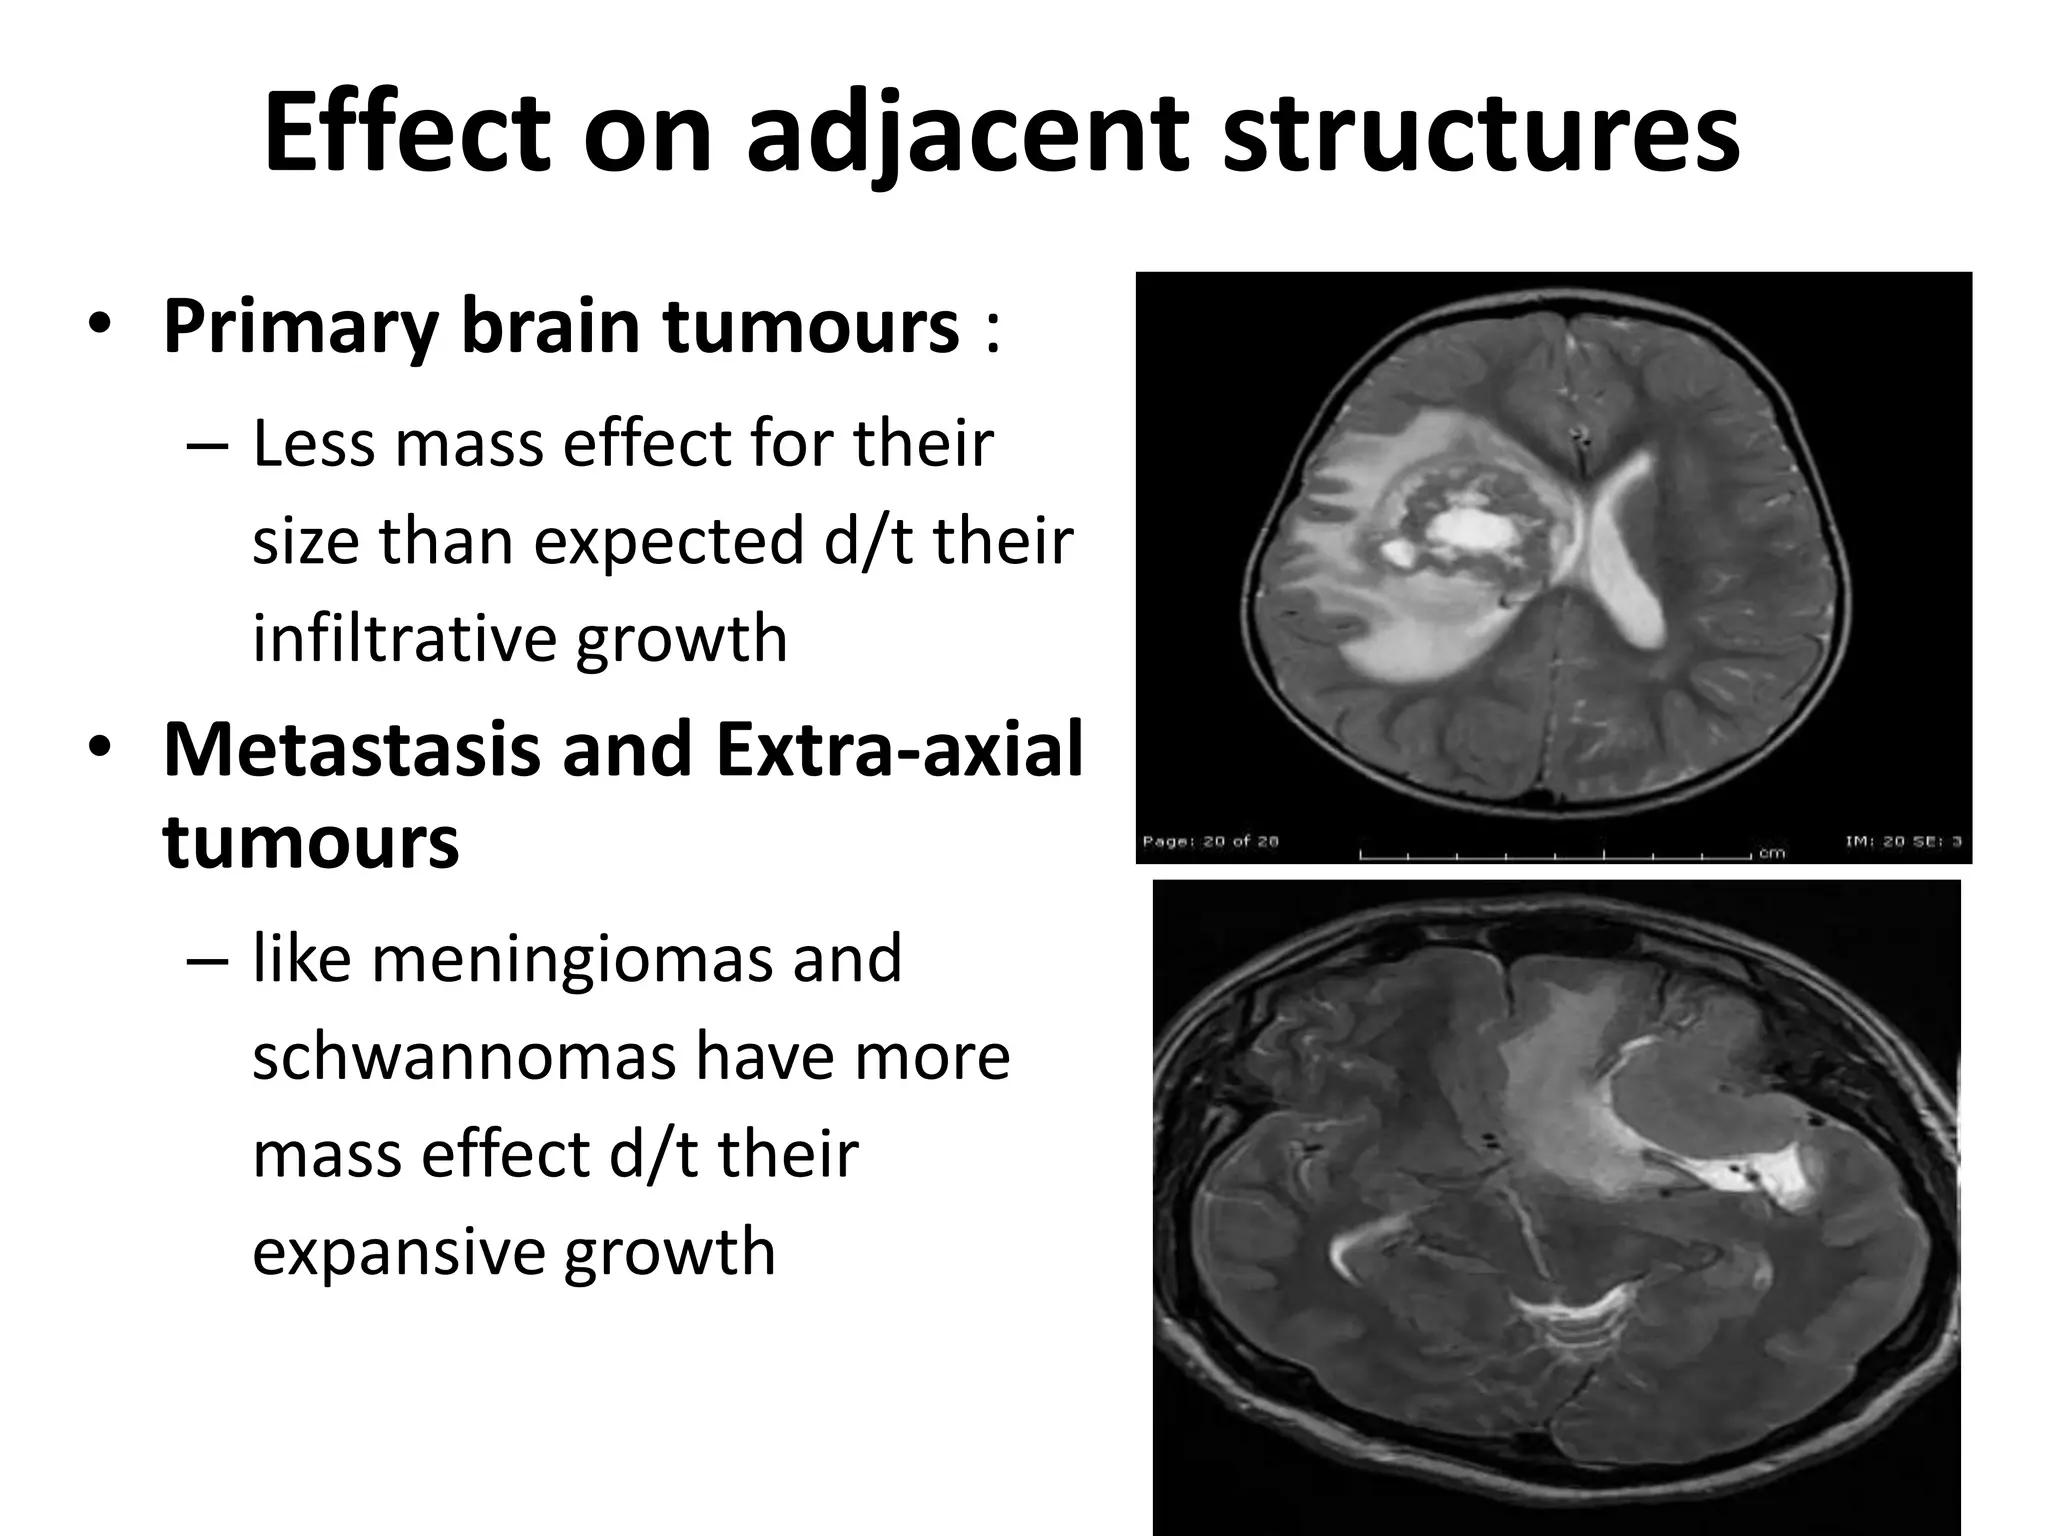 Effect on adjacent structures
• Primary brain tumours :
– Less mass effect for their
size than expected d/t their
infiltrative growth
• Metastasis and Extra-axial
tumours
– like meningiomas and
schwannomas have more
mass effect d/t their
expansive growth
Page: 20 of 28
cm
IM: 20 SE: 3